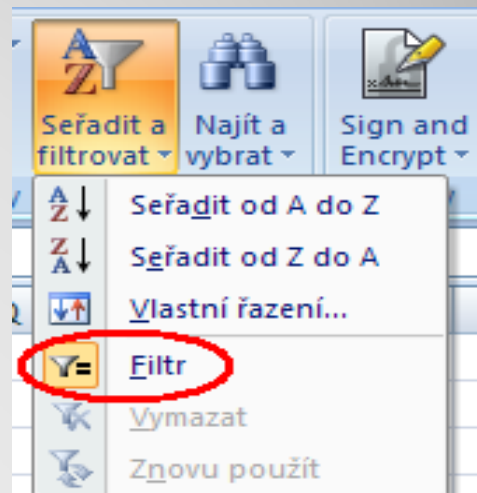 Seřadit a Najít a Sign and
filtrovat vybrat Encrypt
Seřadit od A do Z
Seřadit od Z do A
Vlastní řazení...
Filtr
Vymazat
Znovu použít